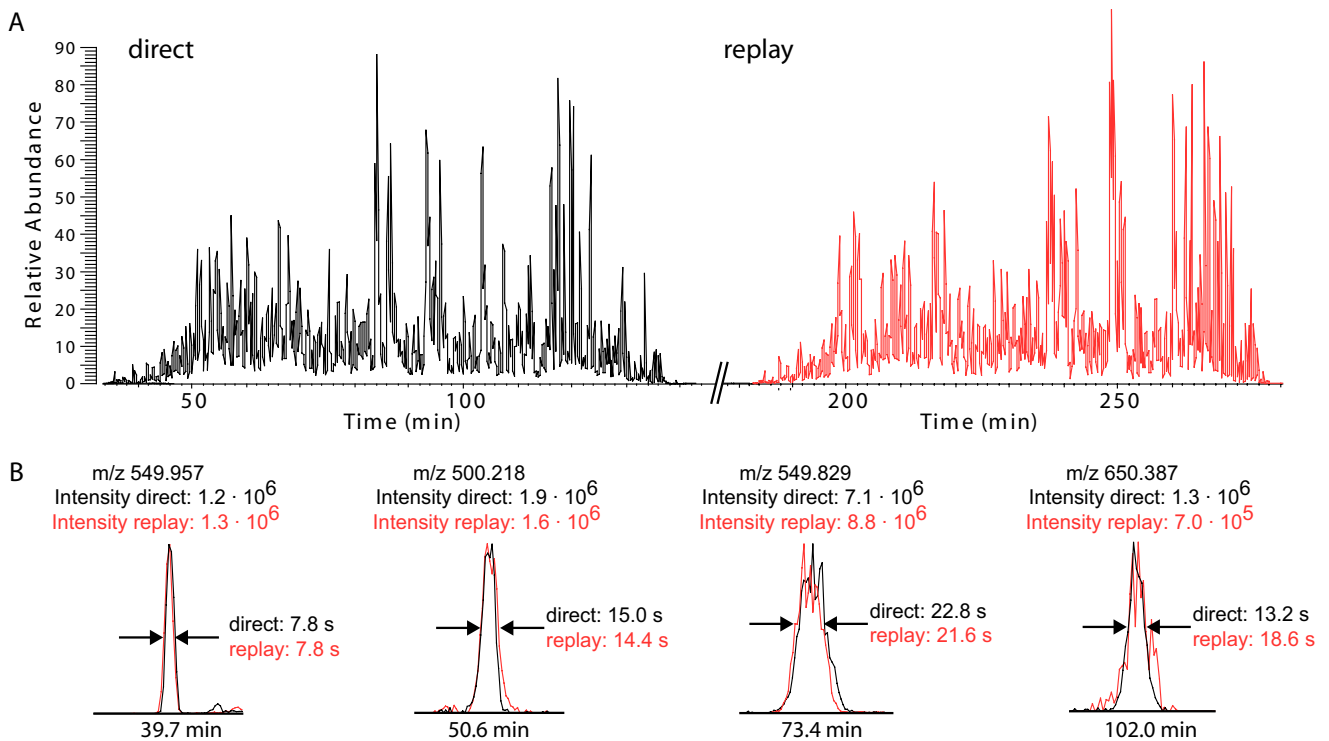 A
direct
replay
Relative Abundance
90
80
70
60
50
40
30
20
10
0
50
100
200
250
Time (min)
Time (min)
B
m/z 549.957
Intensity direct: 1.2 · 10^6
Intensity replay: 1.3 · 10^6
direct: 7.8 s
replay: 7.8 s
39.7 min
m/z 500.218
Intensity direct: 1.9 · 10^6
Intensity replay: 1.6 · 10^6
direct: 15.0 s
replay: 14.4 s
50.6 min
m/z 549.829
Intensity direct: 7.1 · 10^6
Intensity replay: 8.8 · 10^6
direct: 22.8 s
replay: 21.6 s
73.4 min
m/z 650.387
Intensity direct: 1.3 · 10^6
Intensity replay: 7.0 · 10^5
direct: 13.2 s
replay: 18.6 s
102.0 min